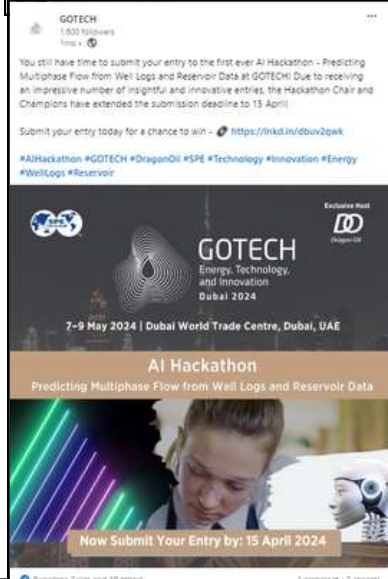 GOTECH
1,600 followers
1mo •
You still have time to submit your entry to the first ever AI Hackathon - Predicting
Multiphase Flow from Well Logs and Reservoir Data at GOTECH! Due to receiving
an impressive number of insightful and innovative entries, the Hackathon Chair and
Champions have extended the submission deadline to 15 April!
Submit your entry today for a chance to win - https://lnkd.in/dbuv2qwk
#AIHackathon #GOTECH #DragonOil #SPE #Technology #Innovation #Energy
#WellLogs #Reservoir
SPE
Exclusive Host
Dragon Oil
GOTECH
Energy, Technology,
and Innovation
Dubai 2024
7-9 May 2024 | Dubai World Trade Centre, Dubai, UAE
AI Hackathon
Predicting Multiphase Flow from Well Logs and Reservoir Data
Now Submit Your Entry by: 15 April 2024